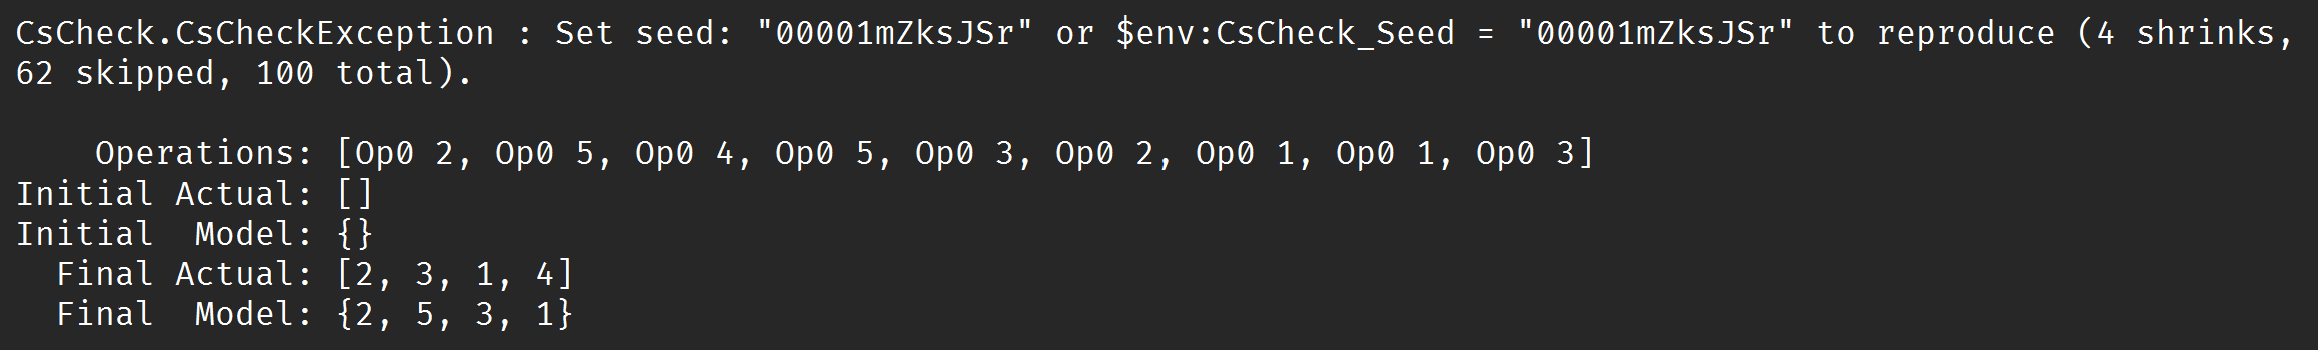 CsCheck.CsCheckException : Set seed: "00001mZksJSr" or $env:CsCheck_Seed = "00001mZksJSr" to reproduce (4 shrinks,
62 skipped, 100 total).
    Operations: [Op0 2, Op0 5, Op0 4, Op0 5, Op0 3, Op0 2, Op0 1, Op0 1, Op0 3]
Initial Actual: []
Initial  Model: {}
  Final Actual: [2, 3, 1, 4]
  Final  Model: {2, 5, 3, 1}